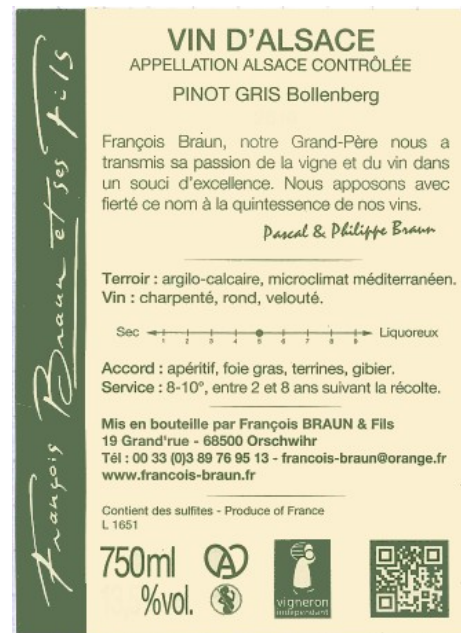 François Braun et ses Fils
VIN D'ALSACE
APPELLATION ALSACE CONTRÔLÉE
PINOT GRIS Bollenberg
François Braun, notre Grand-Père nous a
transmis sa passion de la vigne et du vin dans
un souci d'excellence. Nous apposons avec
fierté ce nom à la quintessence de nos vins.
Pascal & Philippe Braun
Terroir : argilo-calcaire, microclimat méditerranéen.
Vin : charpenté, rond, velouté.
Sec 1 2 3 4 5 6 7 8 9 Liquoreux
Accord : apéritif, foie gras, terrines, gibier.
Service : 8-10°, entre 2 et 8 ans suivant la récolte.
Mis en bouteille par François BRAUN & Fils
19 Grand'rue - 68500 Orschwihr
Tél : 00 33 (0)3 89 76 95 13 - francois-braun@orange.fr
www.francois-braun.fr
Contient des sulfites - Produce of France
L 1651
750ml
%vol.
vigneron
indépendant